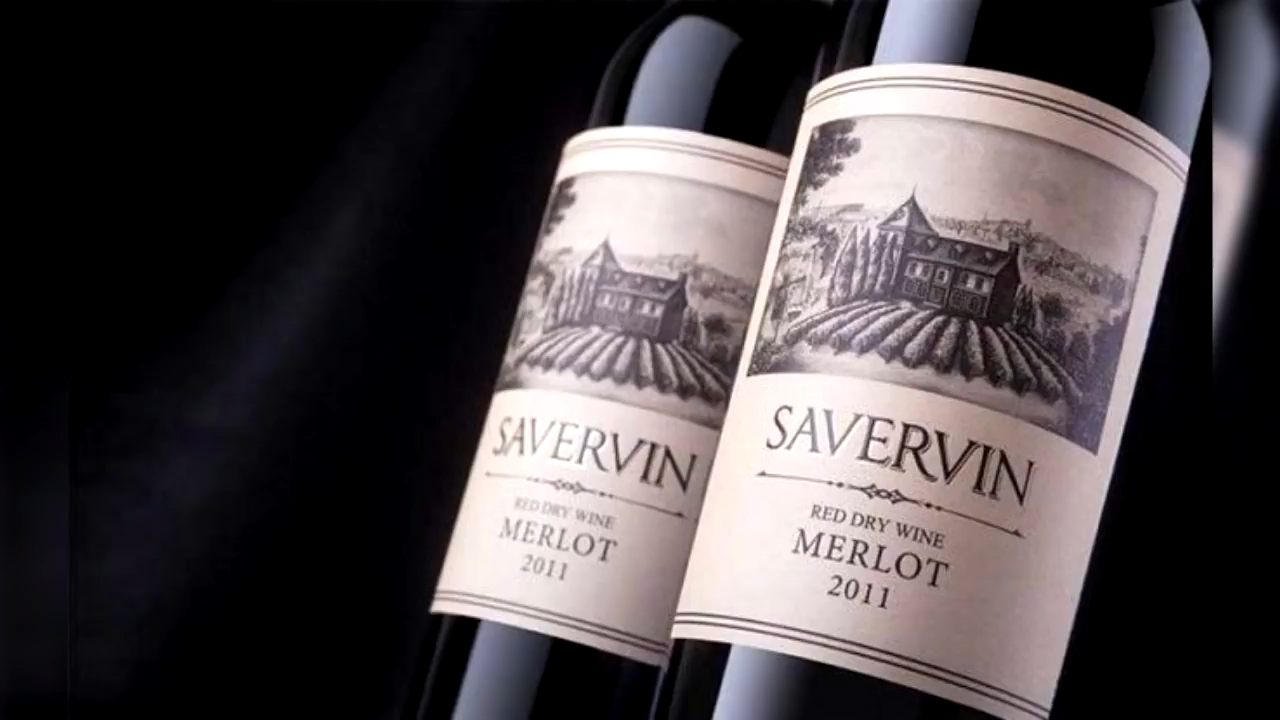 SAVERVIN
RED DRY WINE
MERLOT
2011
SAVERVIN
RED DRY WINE
MERLOT
2011